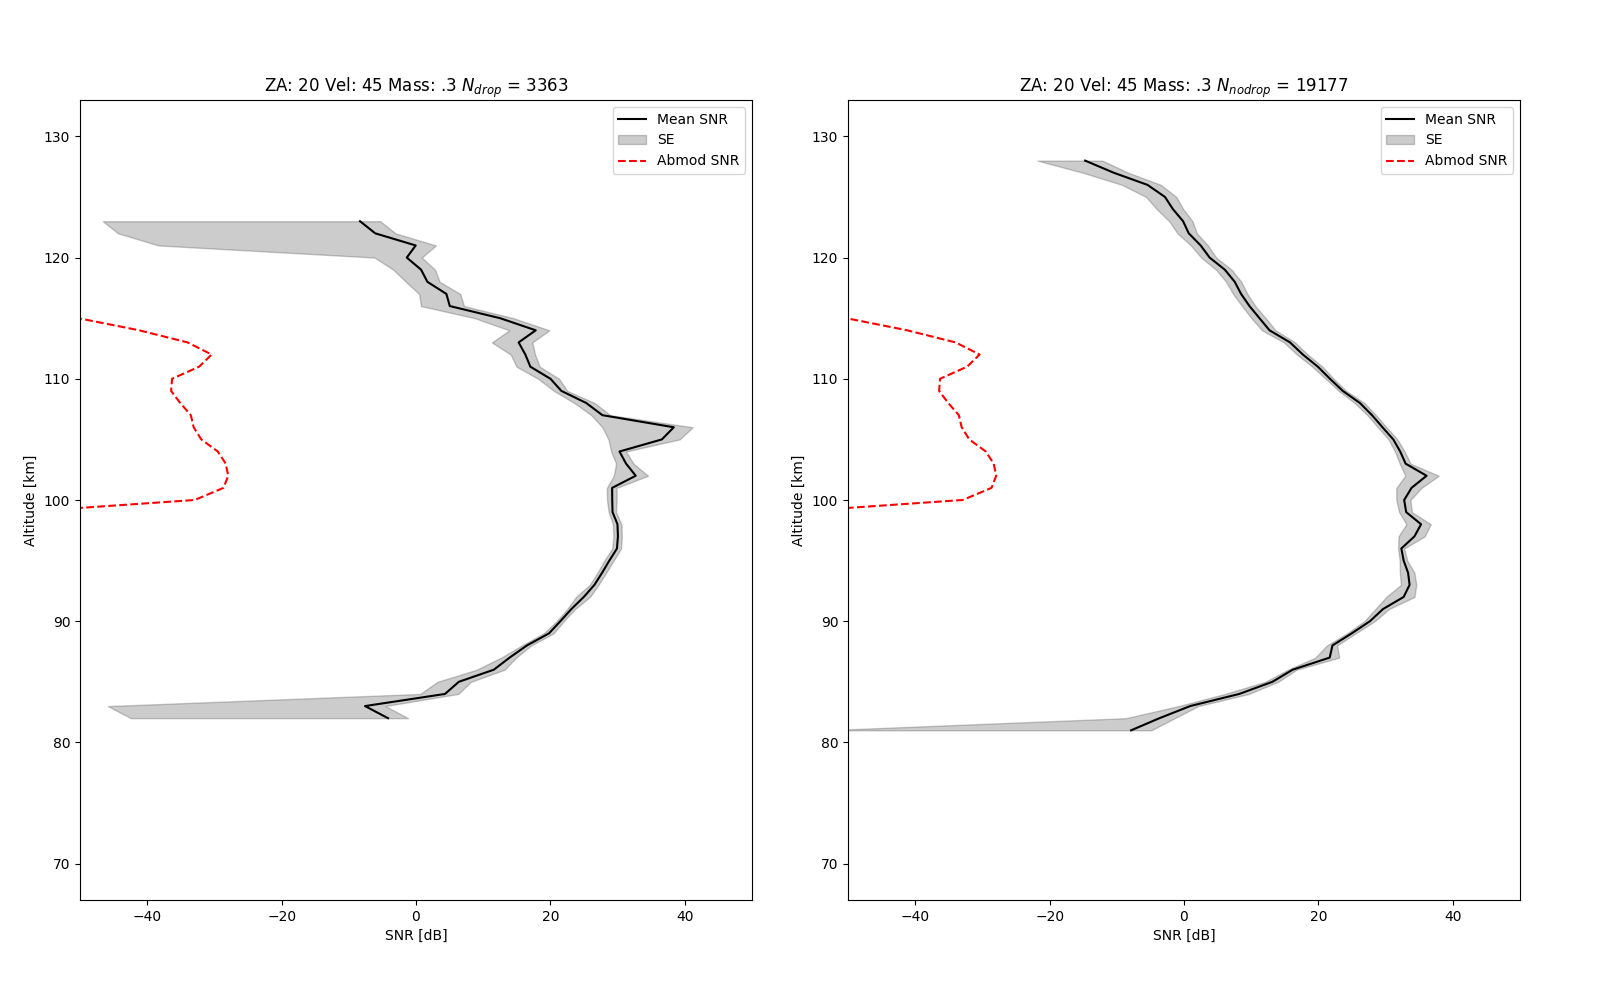 ZA: 20 Vel: 45 Mass: .3 N_drop = 3363
Mean SNR
SE
Abmod SNR
130
120
110
100
90
80
70
Altitude [km]
−40
−20
0
20
40
SNR [dB]
ZA: 20 Vel: 45 Mass: .3 N_nodrop = 19177
Mean SNR
SE
Abmod SNR
130
120
110
100
90
80
70
Altitude [km]
−40
−20
0
20
40
SNR [dB]